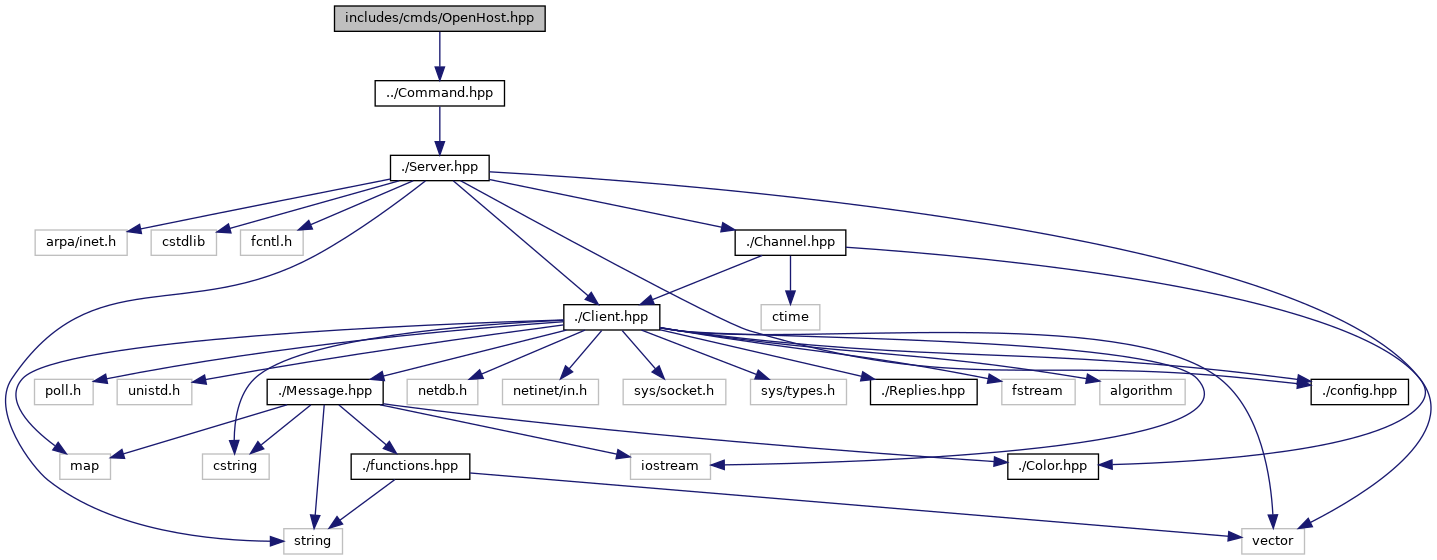 includes/cmds/OpenHost.hpp
../Command.hpp
./Server.hpp
arpa/inet.h
cstdlib
fcntl.h
./Channel.hpp
./Client.hpp
ctime
poll.h
unistd.h
./Message.hpp
netdb.h
netinet/in.h
sys/socket.h
sys/types.h
./Replies.hpp
fstream
algorithm
./config.hpp
map
cstring
./functions.hpp
iostream
./Color.hpp
string
vector